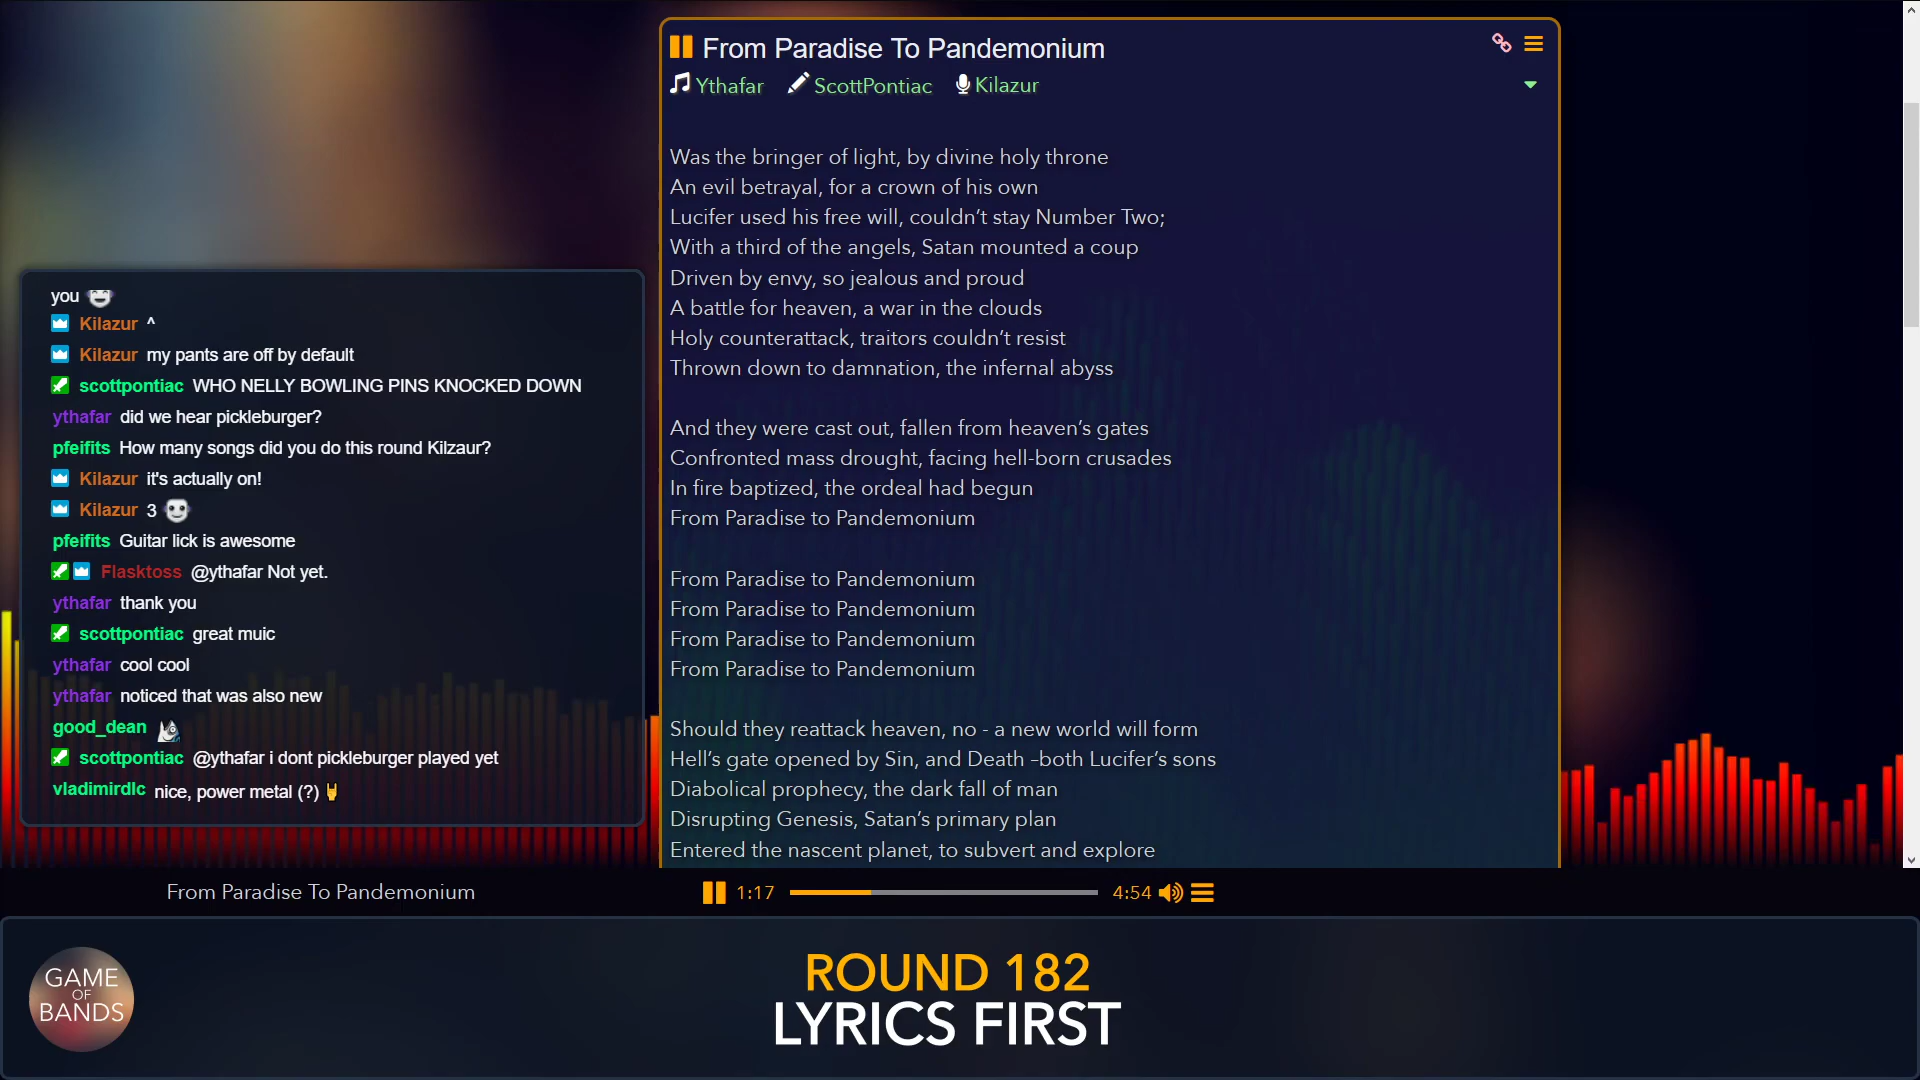 From Paradise To Pandemonium
Ythafar ScottPontiac Kilazur
Was the bringer of light, by divine holy throne
An evil betrayal, for a crown of his own
Lucifer used his free will, couldn’t stay Number Two;
With a third of the angels, Satan mounted a coup
Driven by envy, so jealous and proud
A battle for heaven, a war in the clouds
Holy counterattack, traitors couldn’t resist
Thrown down to damnation, the infernal abyss
And they were cast out, fallen from heaven’s gates
Confronted mass drought, facing hell-born crusades
In fire baptized, the ordeal had begun
From Paradise to Pandemonium
From Paradise to Pandemonium
From Paradise to Pandemonium
From Paradise to Pandemonium
From Paradise to Pandemonium
Should they reattack heaven, no - a new world will form
Hell’s gate opened by Sin, and Death –both Lucifer’s sons
Diabolical prophecy, the dark fall of man
Disrupting Genesis, Satan’s primary plan
Entered the nascent planet, to subvert and explore
you
Kilazur ^
Kilazur my pants are off by default
scottpontiac WHO NELLY BOWLING PINS KNOCKED DOWN
ythafar did we hear pickleburger?
pfeifits How many songs did you do this round Kilzaur?
Kilazur it's actually on!
Kilazur 3
pfeifits Guitar lick is awesome
Flasktoss @ythafar Not yet.
ythafar thank you
scottpontiac great muic
ythafar cool cool
ythafar noticed that was also new
good_dean
scottpontiac @ythafar i dont pickleburger played yet
vladimirdlc nice, power metal (?) 🤘
From Paradise To Pandemonium
1:17 4:54
GAME
OF
BANDS
ROUND 182
LYRICS FIRST